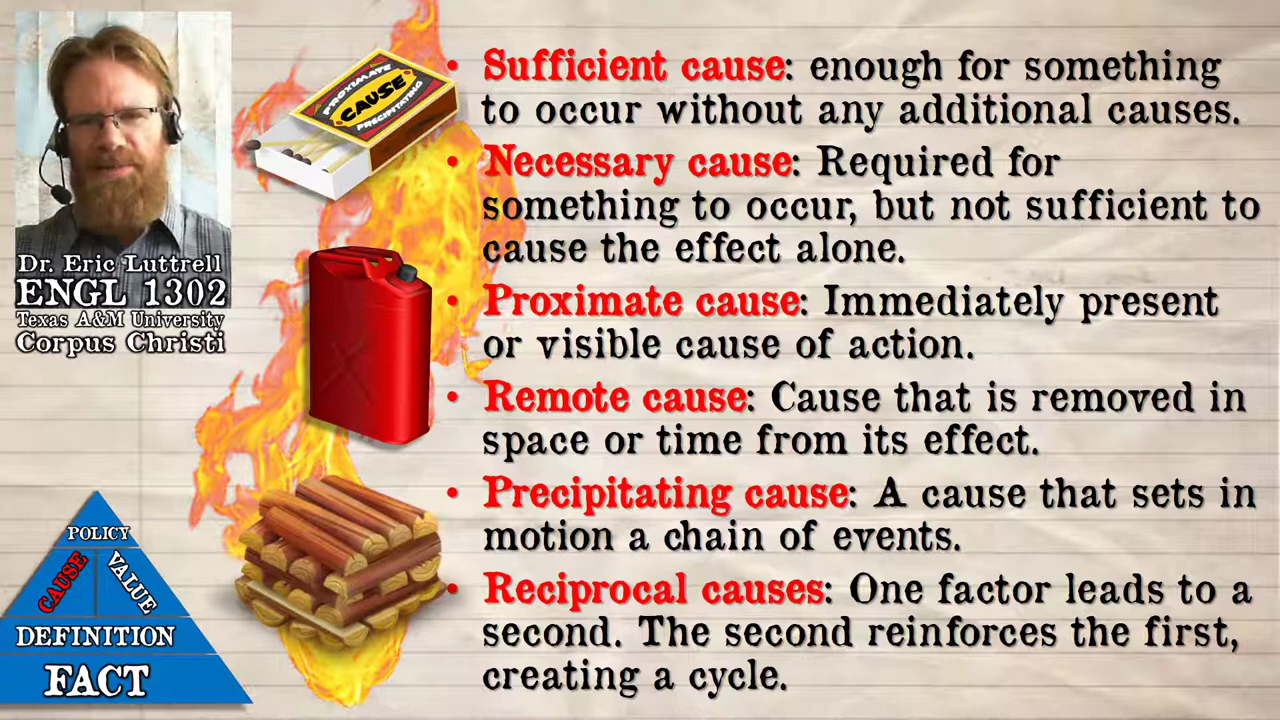 PROXIMATE
CAUSE
PRECIPITATING
Dr. Eric Luttrell
ENGL 1302
Texas A&M University
Corpus Christi
POLICY
CAUSE
VALUE
DEFINITION
FACT
• Sufficient cause: enough for something
to occur without any additional causes.
• Necessary cause: Required for
something to occur, but not sufficient to
cause the effect alone.
• Proximate cause: Immediately present
or visible cause of action.
• Remote cause: Cause that is removed in
space or time from its effect.
• Precipitating cause: A cause that sets in
motion a chain of events.
• Reciprocal causes: One factor leads to a
second. The second reinforces the first,
creating a cycle.